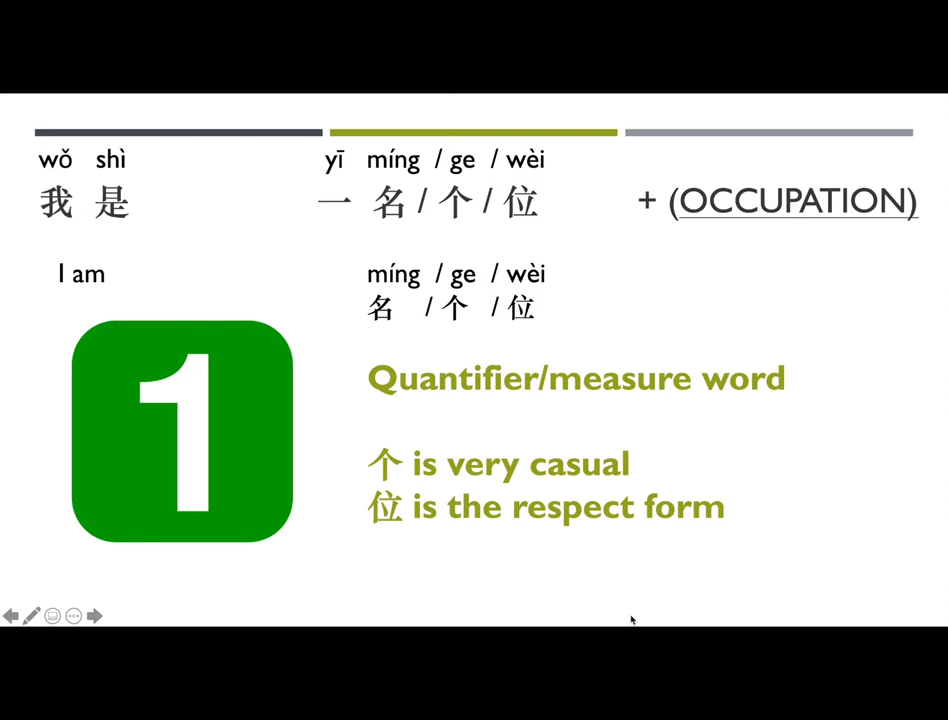 wǒ shì yī míng / ge / wèi
我 是 一 名 / 个 / 位 + (OCCUPATION)
I am míng / ge / wèi
名 / 个 / 位
1
Quantifier/measure word
个 is very casual
位 is the respect form